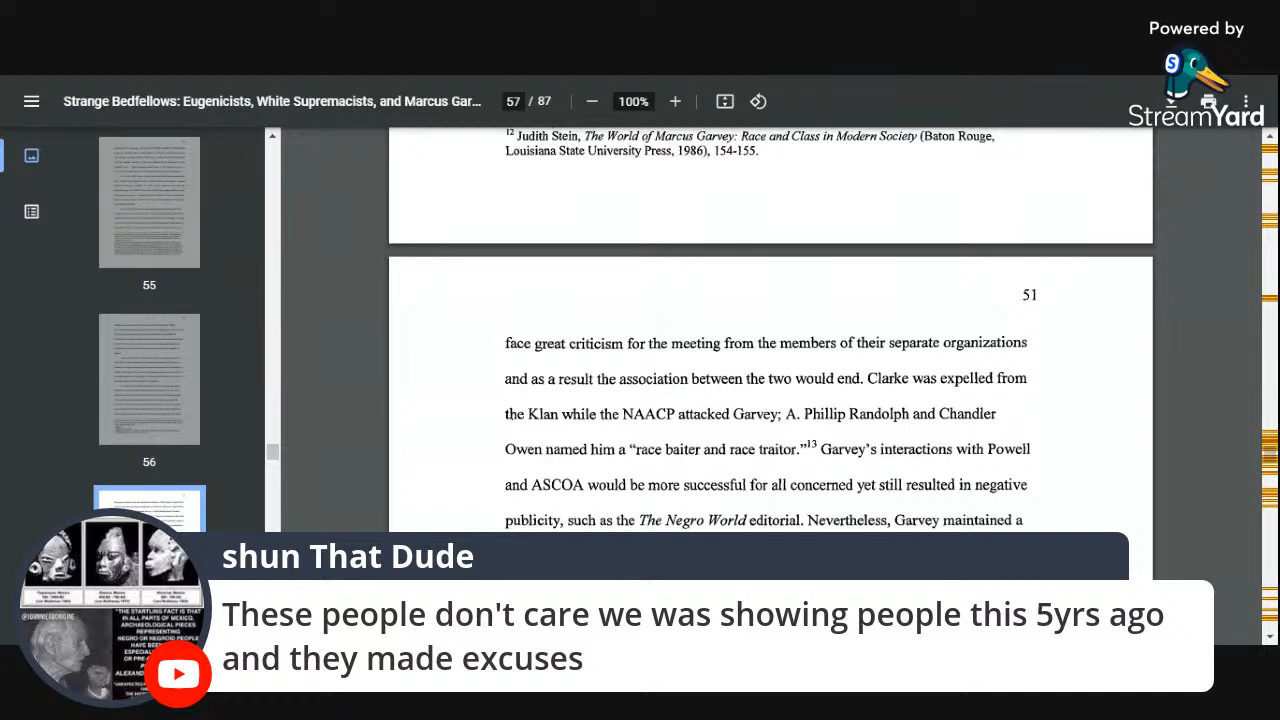 Powered by
StreamYard
Strange Bedfellows: Eugenicists, White Supremacists, and Marcus Gar...
57 / 87
100%
12 Judith Stein, The World of Marcus Garvey: Race and Class in Modern Society (Baton Rouge,
Louisiana State University Press, 1986), 154-155.
55
56
51
face great criticism for the meeting from the members of their separate organizations
and as a result the association between the two would end. Clarke was expelled from
the Klan while the NAACP attacked Garvey; A. Phillip Randolph and Chandler
Owen named him a “race baiter and race traitor.”13 Garvey’s interactions with Powell
and ASCOA would be more successful for all concerned yet still resulted in negative
publicity, such as the The Negro World editorial. Nevertheless, Garvey maintained a
shun That Dude
These people don't care we was showing people this 5yrs ago
and they made excuses
"THE STARTLING FACT IS THAT
IN ALL PARTS OF MEXICO,
ARCHAEOLOGICAL PIECES
REPRESENTING
NEGRO OR NEGROID PEOPLE
HAVE BEEN
ESPECIAL
OR PRE-